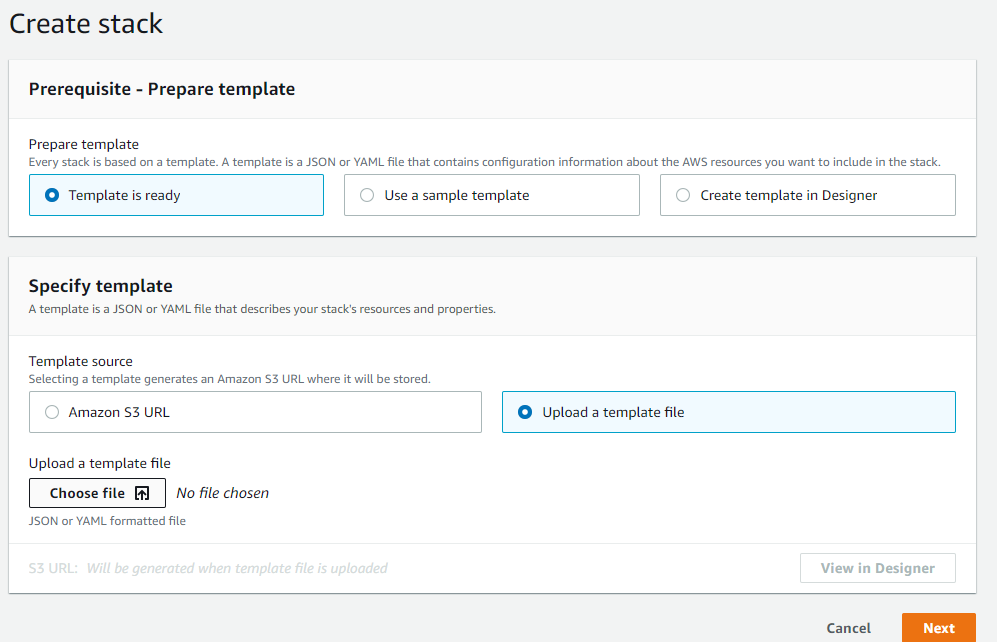 Create stack
Prerequisite - Prepare template
Prepare template
Every stack is based on a template. A template is a JSON or YAML file that contains configuration information about the AWS resources you want to include in the stack.
Template is ready
Use a sample template
Create template in Designer
Specify template
A template is a JSON or YAML file that describes your stack's resources and properties.
Template source
Selecting a template generates an Amazon S3 URL where it will be stored.
Amazon S3 URL
Upload a template file
Upload a template file
Choose file
No file chosen
JSON or YAML formatted file
S3 URL: Will be generated when template file is uploaded
View in Designer
Cancel
Next